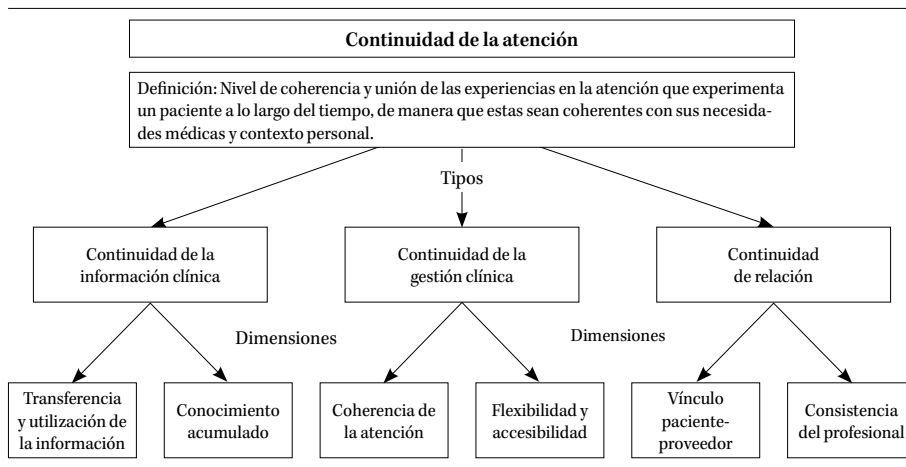 Continuidad de la atención
Definición: Nivel de coherencia y unión de las experiencias en la atención que experimenta
un paciente a lo largo del tiempo, de manera que estas sean coherentes con sus necesida-
des médicas y contexto personal.
Tipos
Continuidad de la
información clínica
Continuidad de la
gestión clínica
Continuidad
de relación
Dimensiones
Dimensiones
Transferencia
y utilización de
la información
Conocimiento
acumulado
Coherencia de
la atención
Flexibilidad y
accesibilidad
Vínculo
paciente-
proveedor
Consistencia
del profesional